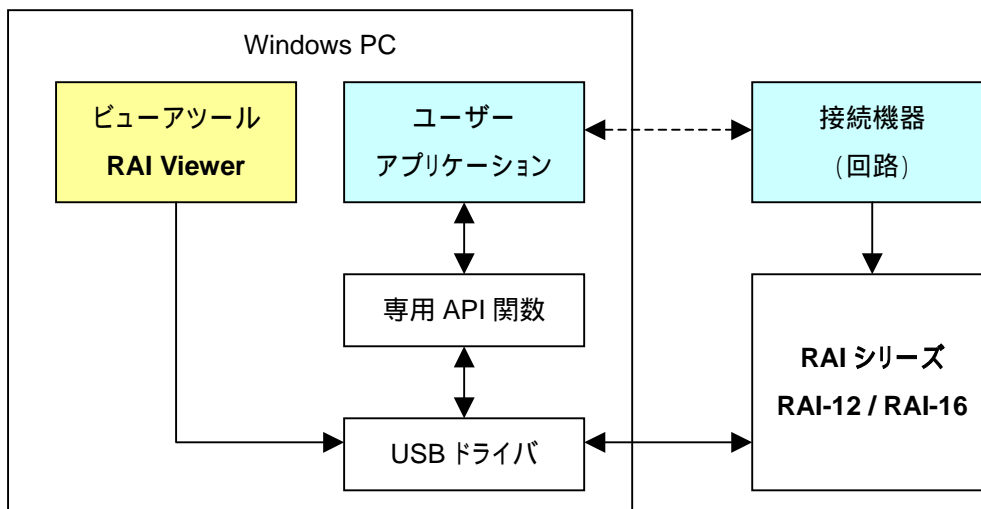 Windows PC
ビューアツール
RAI Viewer
ユーザー
アプリケーション
接続機器
(回路)
専用 API 関数
RAI シリーズ
RAI-12 / RAI-16
USB ドライバ